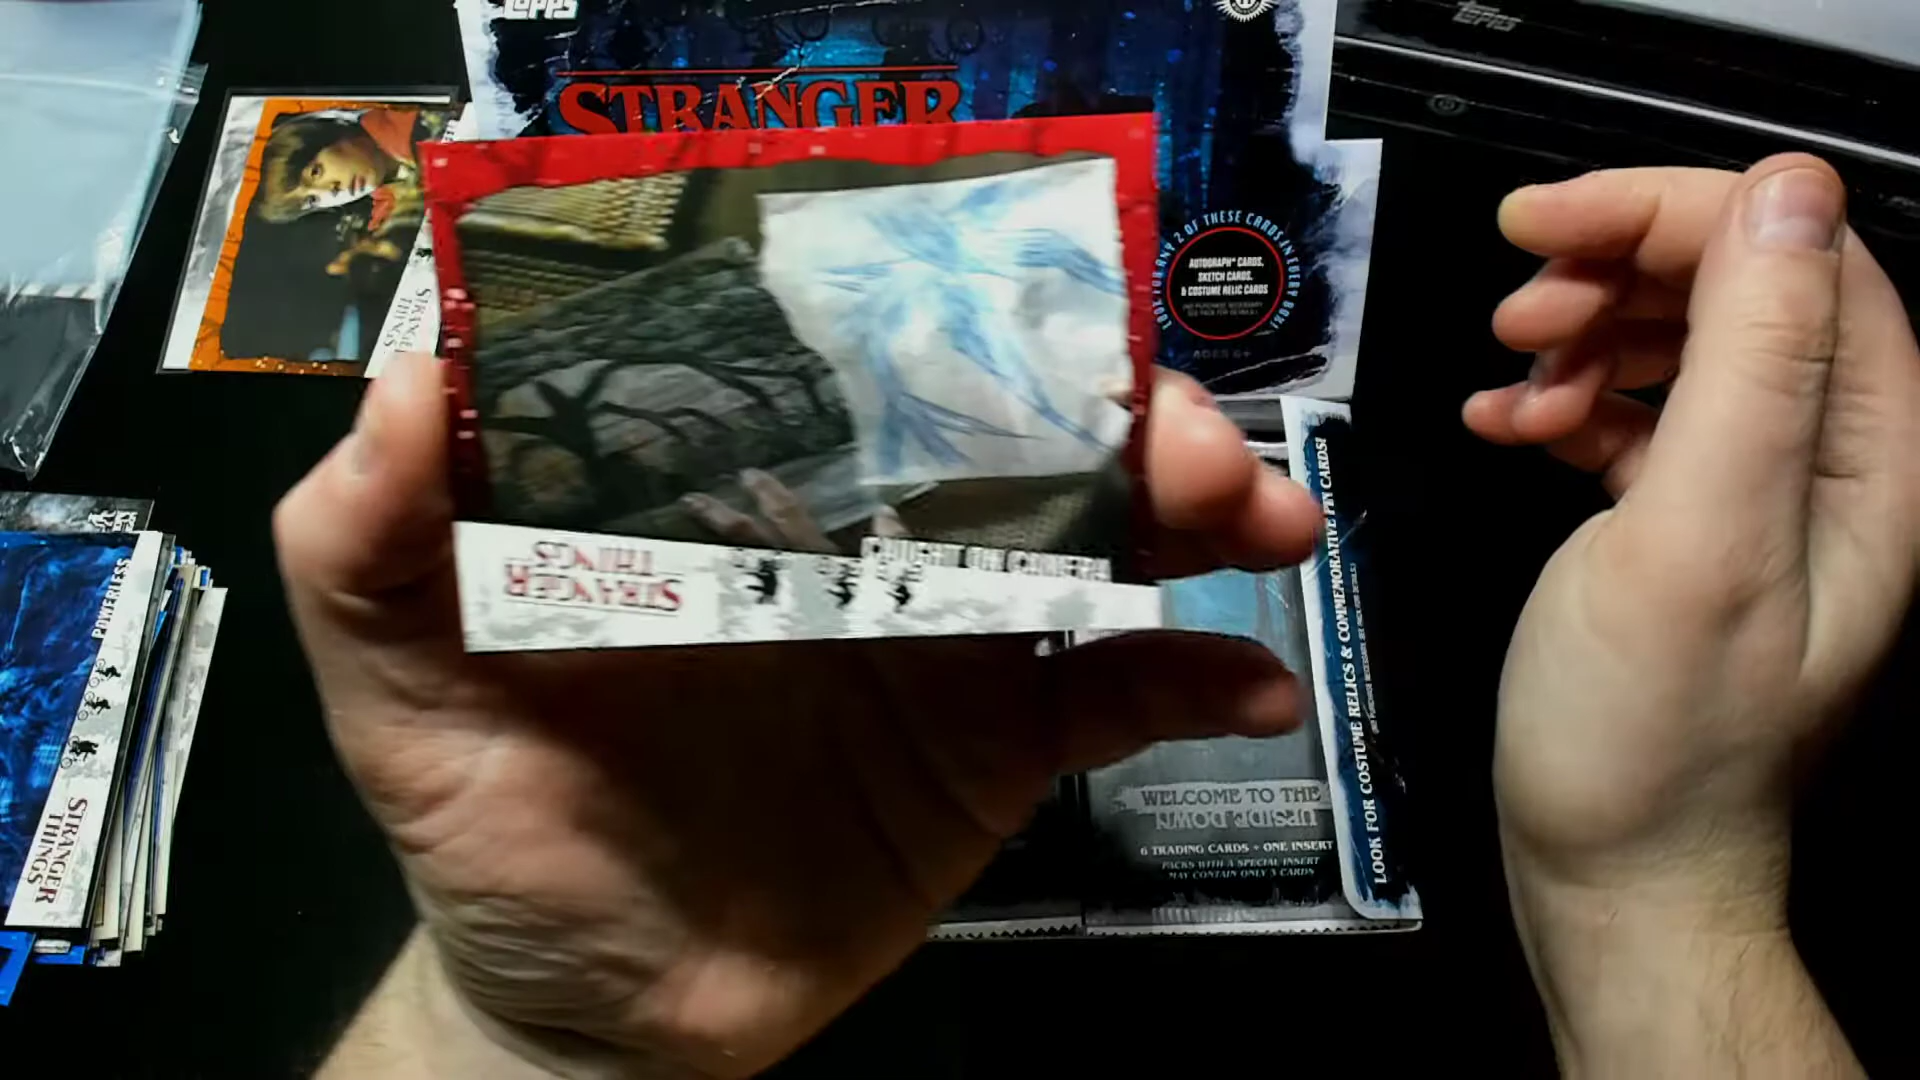 TOPPS
STRANGER
TOPPS
LOOK FOR ANY 2 OF THESE CARDS IN EVERY BOX!
AUTOGRAPH* CARDS,
SKETCH CARDS,
& COSTUME RELIC CARDS
AGES 6+
STRANGER
THINGS
CAUGHT ON CAMERA
STRANGER
THINGS
POWERLESS
STRANGER
THINGS
LOOK FOR COSTUME RELICS & COMMEMORATIVE PIN CARDS!
WELCOME TO THE
UPSIDE DOWN
6 TRADING CARDS + ONE INSERT
PACKS WITH A SPECIAL INSERT
MAY CONTAIN ONLY 5 CARDS